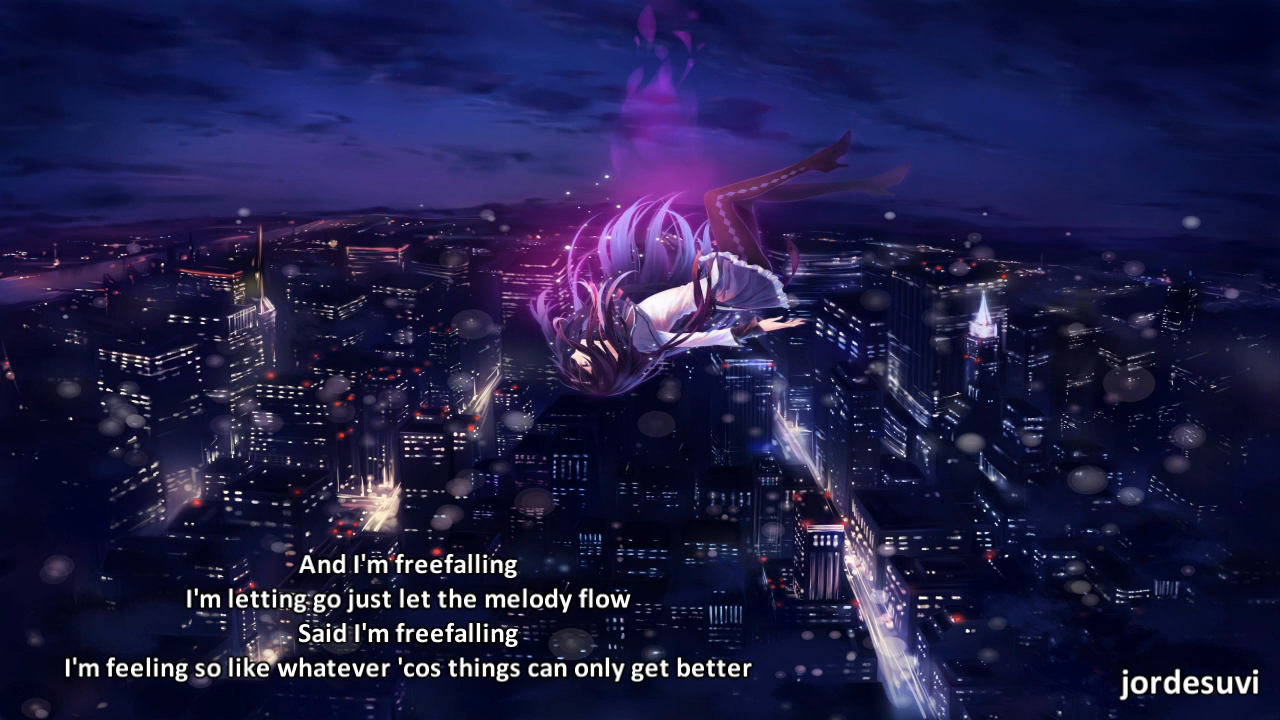 And I'm freefalling
I'm letting go just let the melody flow
Said I'm freefalling
I'm feeling so like whatever 'cos things can only get better
jordesuvi